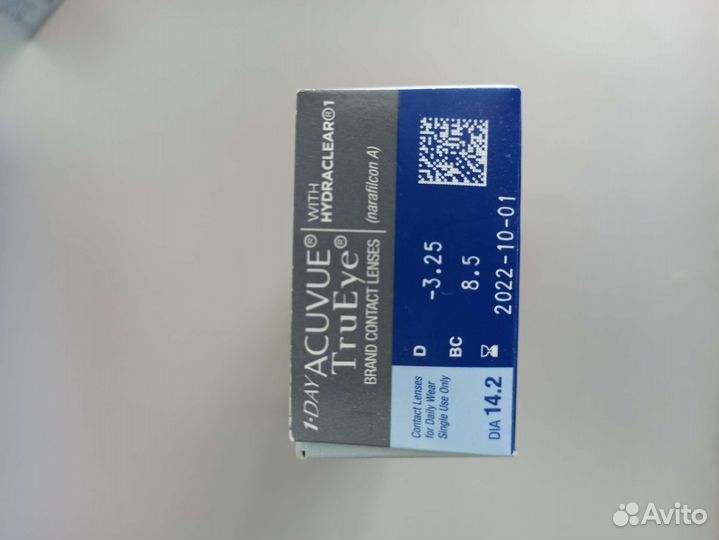 1·DAY ACUVUE® WITH
TruEye® HYDRACLEAR®1
BRAND CONTACT LENSES (narafilcon A)
Contact Lenses
for Daily Wear
Single Use Only
DIA 14.2
D -3.25
BC 8.5
2022-10-01
Avito